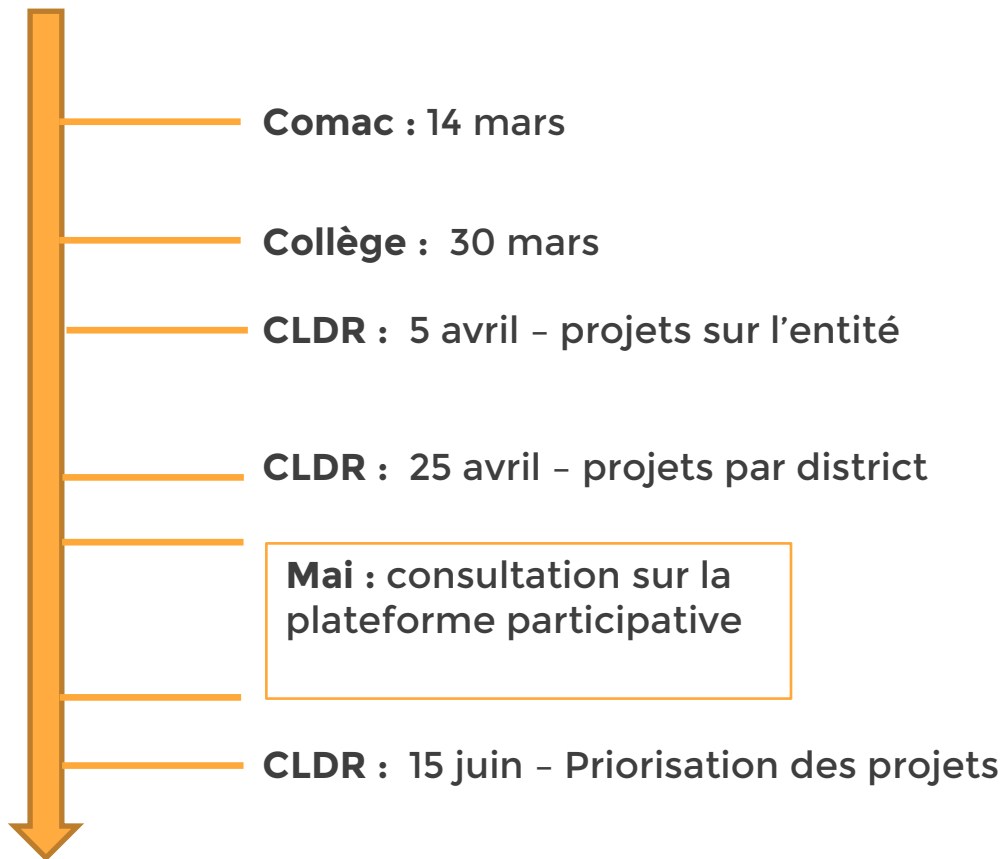 Comac : 14 mars
Collège : 30 mars
CLDR : 5 avril – projets sur l’entité
CLDR : 25 avril – projets par district
Mai : consultation sur la
plateforme participative
CLDR : 15 juin – Priorisation des projets